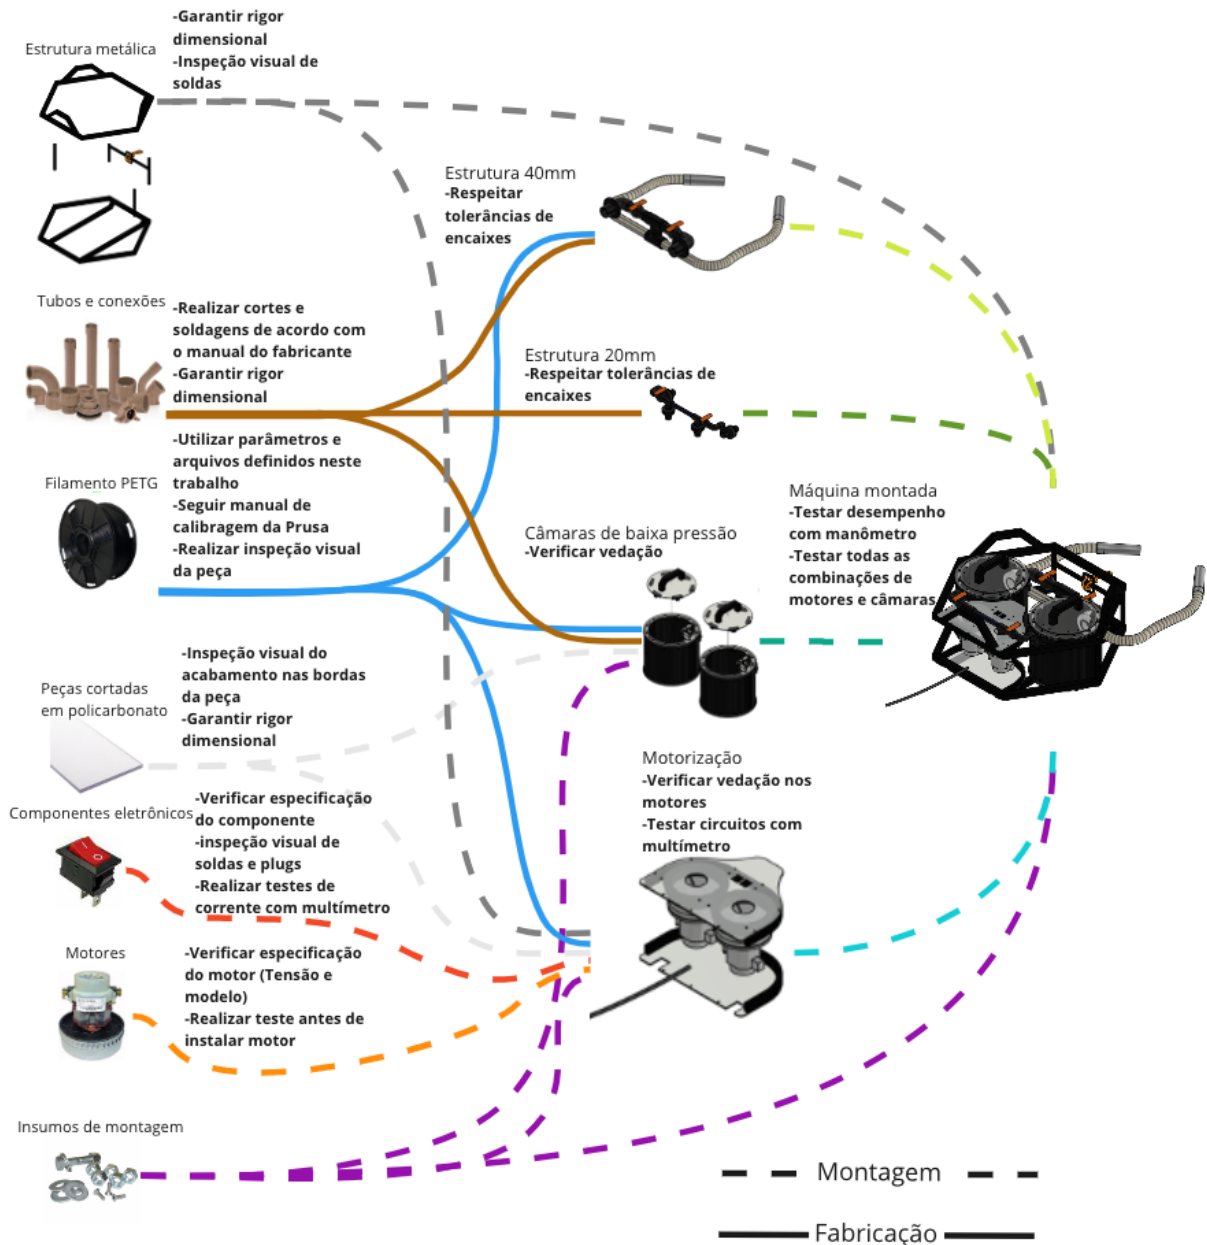 -Garantir rigor
dimensional
-Inspeção visual de
soldas
Estrutura metálica
Estrutura 40mm
-Respeitar
tolerâncias de
encaixes
Tubos e conexões
-Realizar cortes e
soldagens de acordo com
o manual do fabricante
-Garantir rigor
dimensional
Estrutura 20mm
-Respeitar tolerâncias de
encaixes
-Utilizar parâmetros e
arquivos definidos neste
trabalho
-Seguir manual de
calibragem da Prusa
-Realizar inspeção visual
da peça
Filamento PETG
Câmaras de baixa pressão
-Verificar vedação
Máquina montada
-Testar desempenho
com manômetro
-Testar todas as
combinações de
motores e câmaras
-Inspeção visual do
acabamento nas bordas
da peça
-Garantir rigor
dimensional
Peças cortadas
em policarbonato
Motorização
-Verificar vedação nos
motores
-Testar circuitos com
multímetro
Componentes eletrônicos
-Verificar especificação
do componente
-inspeção visual de
soldas e plugs
-Realizar testes de
corrente com multímetro
Motores
-Verificar especificação
do motor (Tensão e
modelo)
-Realizar teste antes de
instalar motor
Insumos de montagem
Montagem
Fabricação